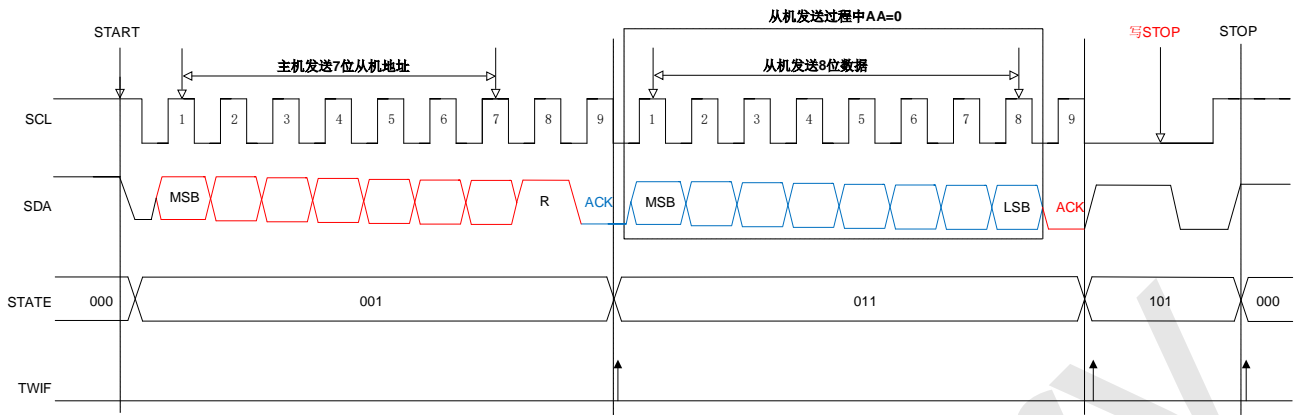 从机发送过程中AA=0
START
写STOP
STOP
主机发送7位从机地址
从机发送8位数据
SCL
1 2 3 4 5 6 7 8 9 1 2 3 4 5 6 7 8 9
SDA
MSB R ACK MSB LSB ACK
STATE 000 001 011 101 000
TWIF